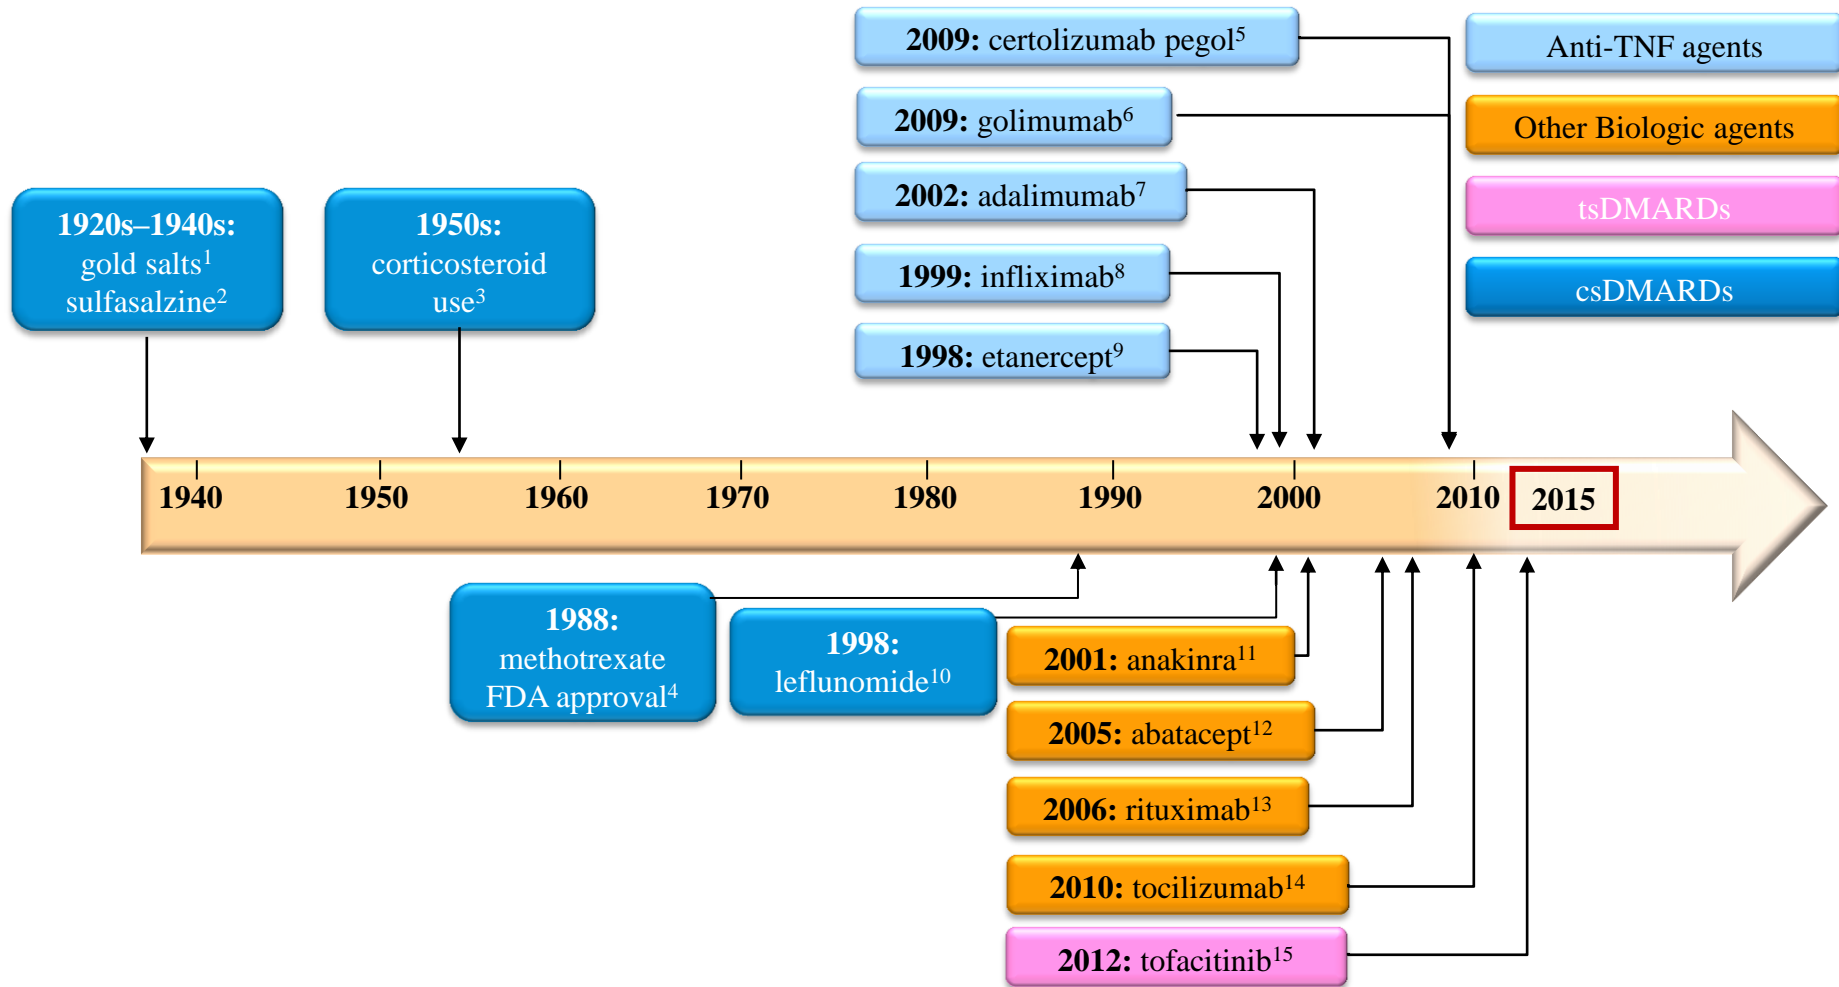 2009: certolizumab pegol⁵
2009: golimumab⁶
2002: adalimumab⁷
1999: infliximab⁸
1998: etanercept⁹
Anti-TNF agents
Other Biologic agents
tsDMARDs
csDMARDs
1920s–1940s:
gold salts¹
sulfasalzine²
1950s:
corticosteroid
use³
1940 1950 1960 1970 1980 1990 2000 2010 2015
1988:
methotrexate
FDA approval⁴
1998:
leflunomide¹⁰
2001: anakinra¹¹
2005: abatacept¹²
2006: rituximab¹³
2010: tocilizumab¹⁴
2012: tofacitinib¹⁵